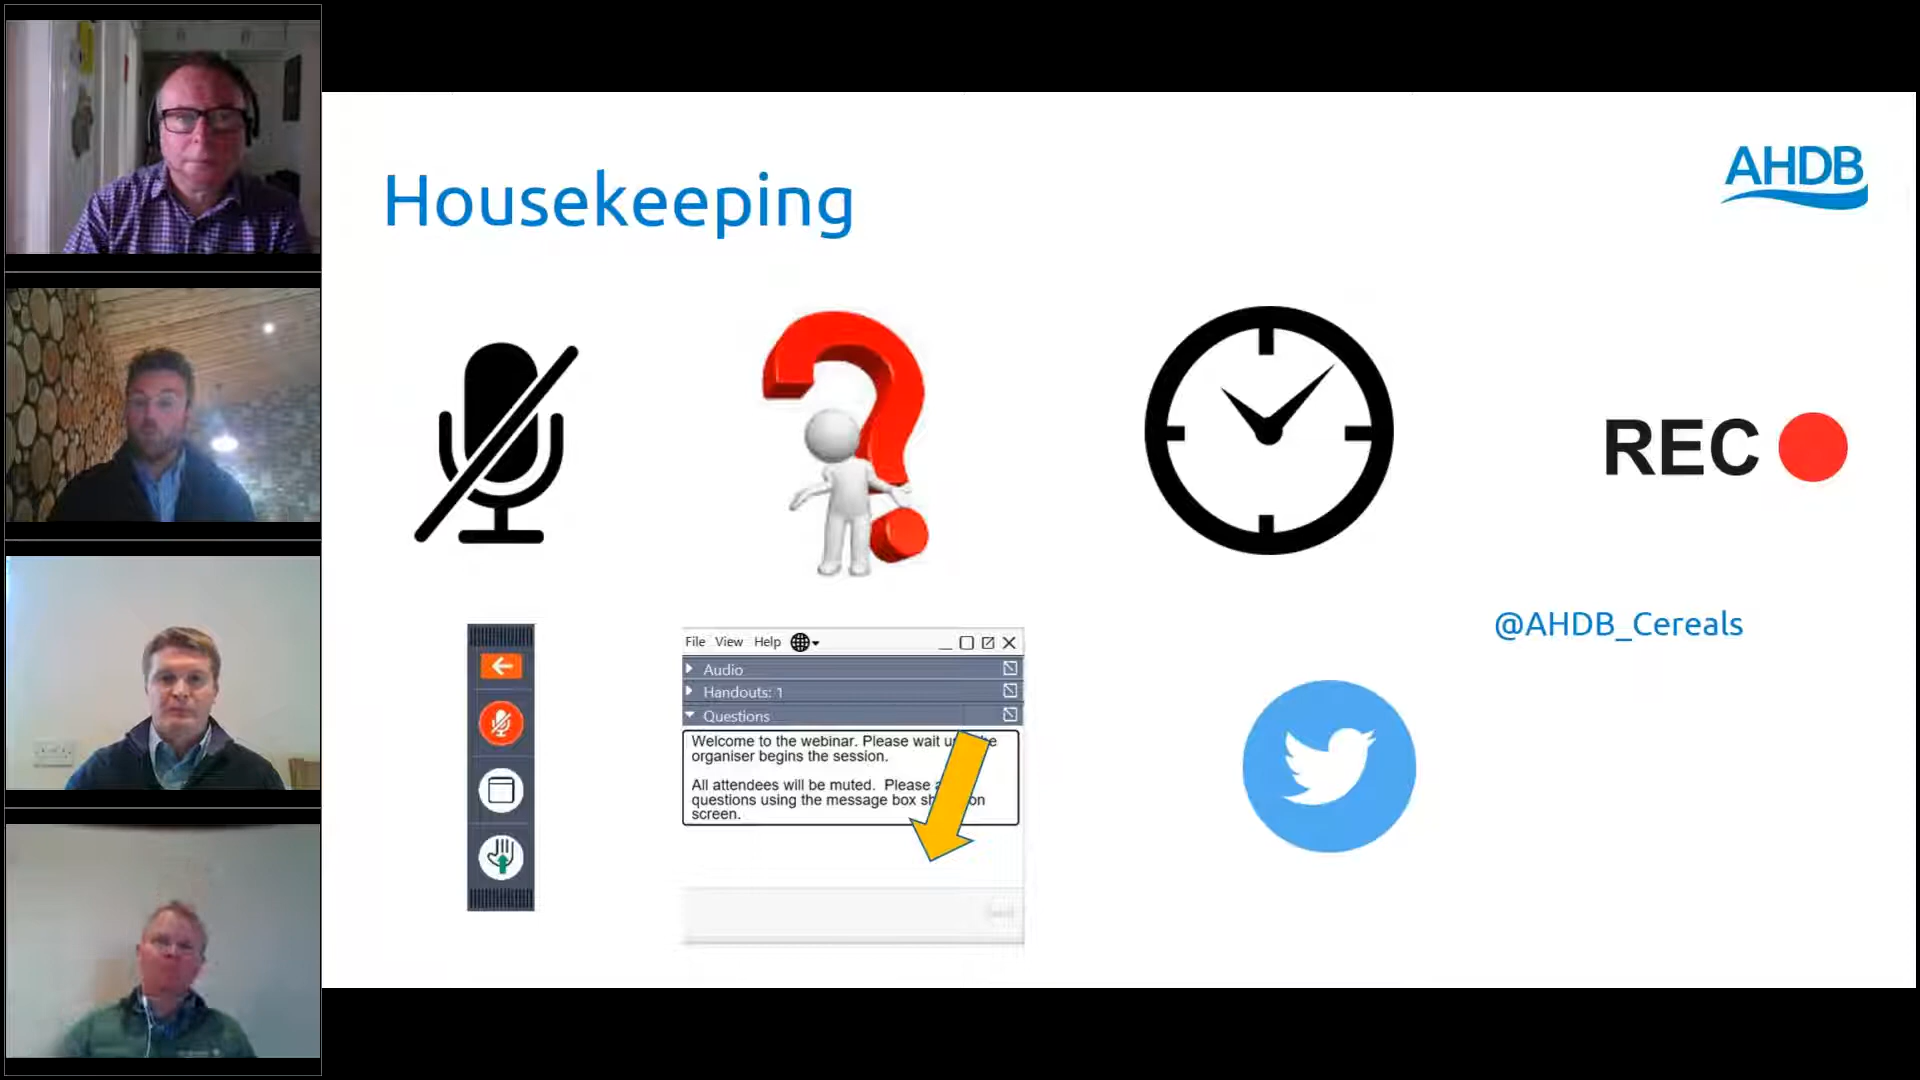 Housekeeping
AHDB
REC
@AHDB_Cereals
File View Help
Audio
Handouts: 1
Questions
Welcome to the webinar. Please wait
organiser begins the session.
All attendees will be muted. Please
questions using the message box on
screen.